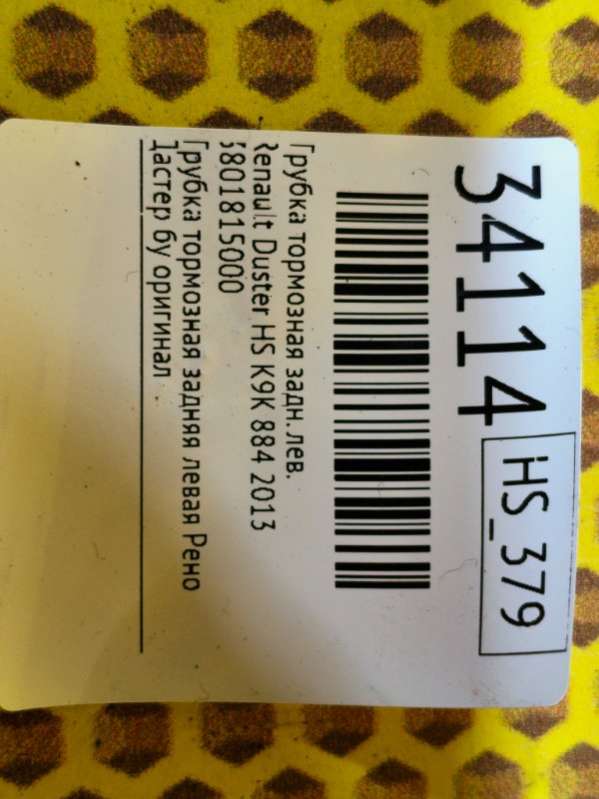 34114 HS_379
Трубка тормозная задн.лев.
Renault Duster HS K9K 884 2013
Трубка тормозная задняя левая Рено
Дастер бу оригинал